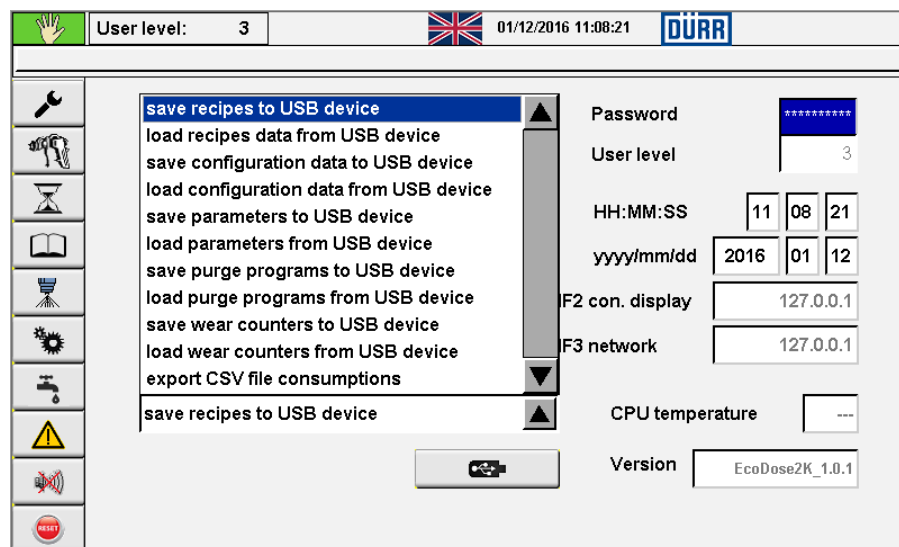 User level: 3 01/12/2016 11:08:21 DÜRR
save recipes to USB device
load recipes data from USB device
save configuration data to USB device
load configuration data from USB device
save parameters to USB device
load parameters from USB device
save purge programs to USB device
load purge programs from USB device
save wear counters to USB device
load wear counters from USB device
export CSV file consumptions
save recipes to USB device
Password **********
User level 3
HH:MM:SS 11 08 21
yyyy/mm/dd 2016 01 12
IF2 con. display 127.0.0.1
IF3 network 127.0.0.1
CPU temperature ---
Version EcoDose2K_1.0.1
RESET